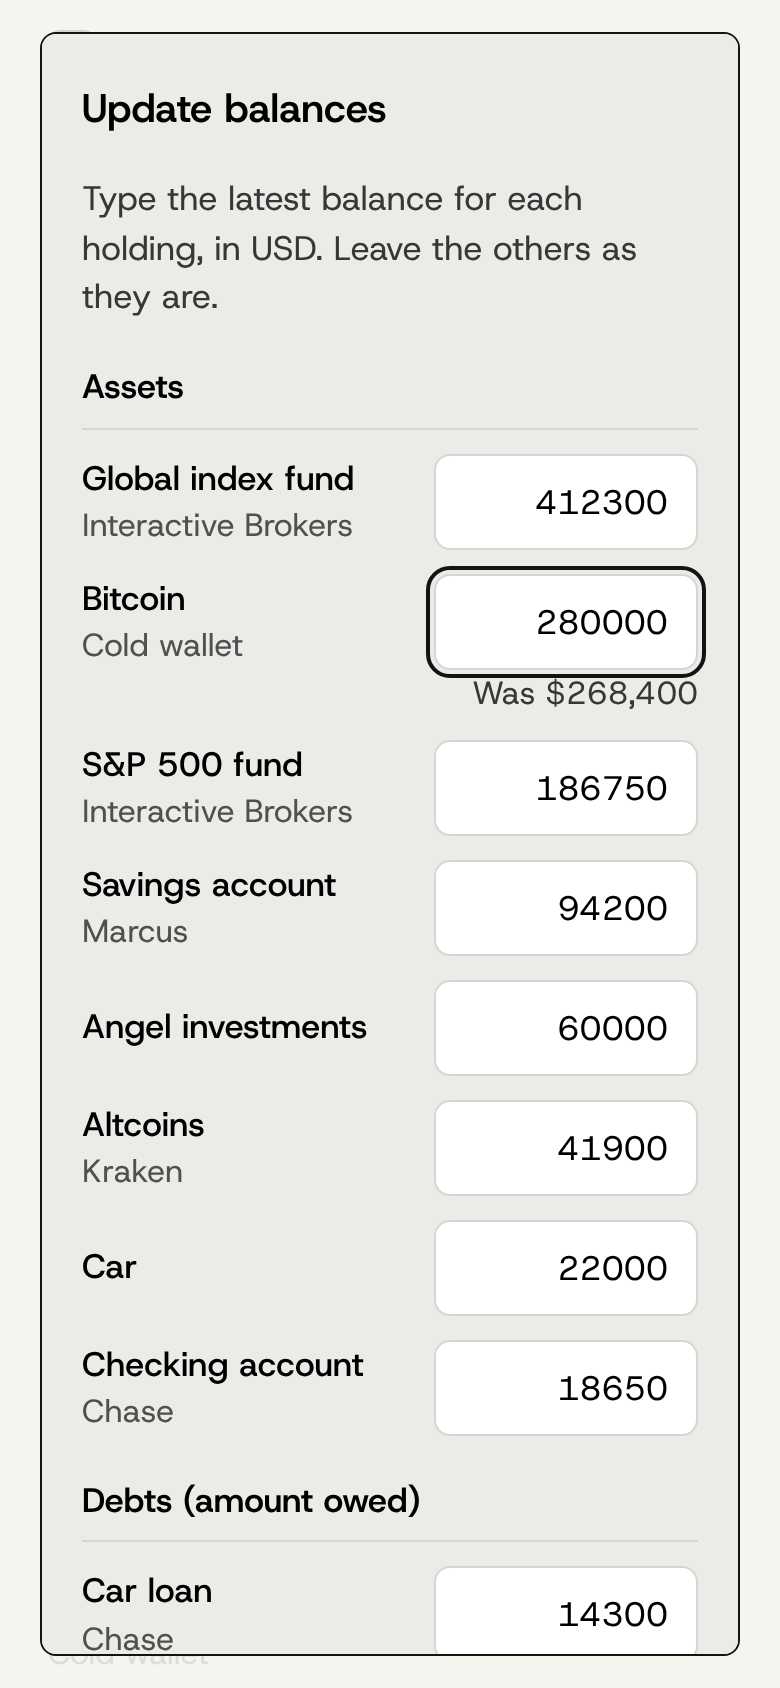 Update balances
Type the latest balance for each
holding, in USD. Leave the others as
they are.
Assets
Global index fund
Interactive Brokers
412300
Bitcoin
Cold wallet
280000
Was $268,400
S&P 500 fund
Interactive Brokers
186750
Savings account
Marcus
94200
Angel investments
60000
Altcoins
Kraken
41900
Car
22000
Checking account
Chase
18650
Debts (amount owed)
Car loan
Chase
14300
Cold wallet